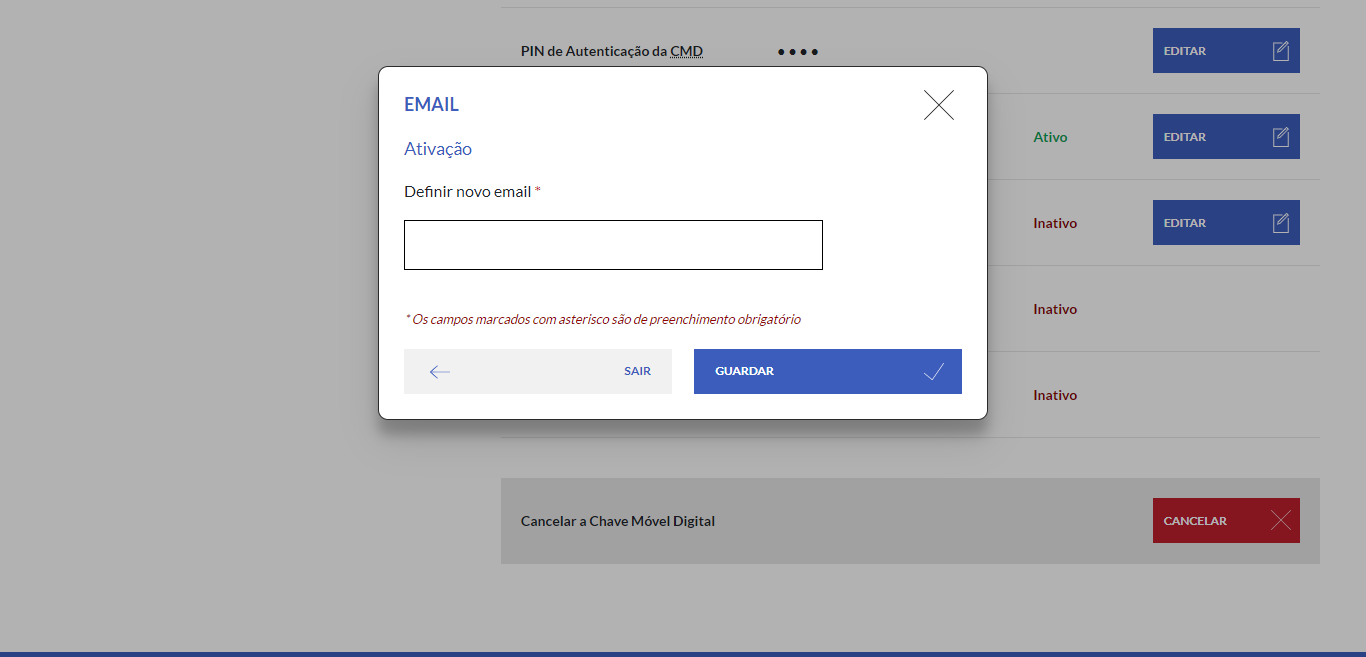 PIN de Autenticação da CMD ●●●●
EDITAR
EMAIL
Ativação
Ativo
EDITAR
Definir novo email *
Inativo
EDITAR
Inativo
* Os campos marcados com asterisco são de preenchimento obrigatório
SAIR
GUARDAR
Inativo
Cancelar a Chave Móvel Digital
CANCELAR